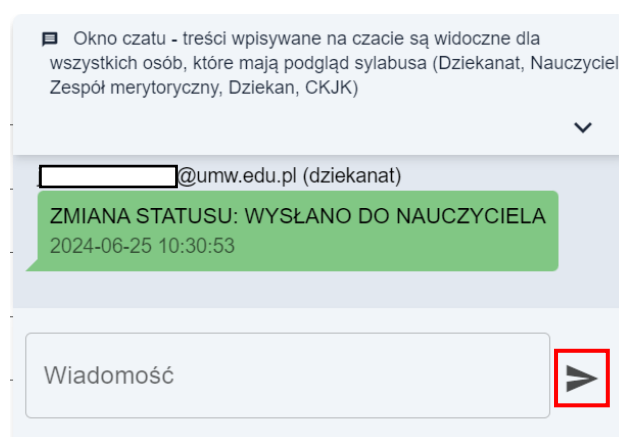 Okno czatu - treści wpisywane na czacie są widoczne dla
wszystkich osób, które mają podgląd sylabusa (Dziekanat, Nauczyciel
Zespół merytoryczny, Dziekan, CKJK)
@umw.edu.pl (dziekanat)
ZMIANA STATUSU: WYSŁANO DO NAUCZYCIELA
2024-06-25 10:30:53
Wiadomość